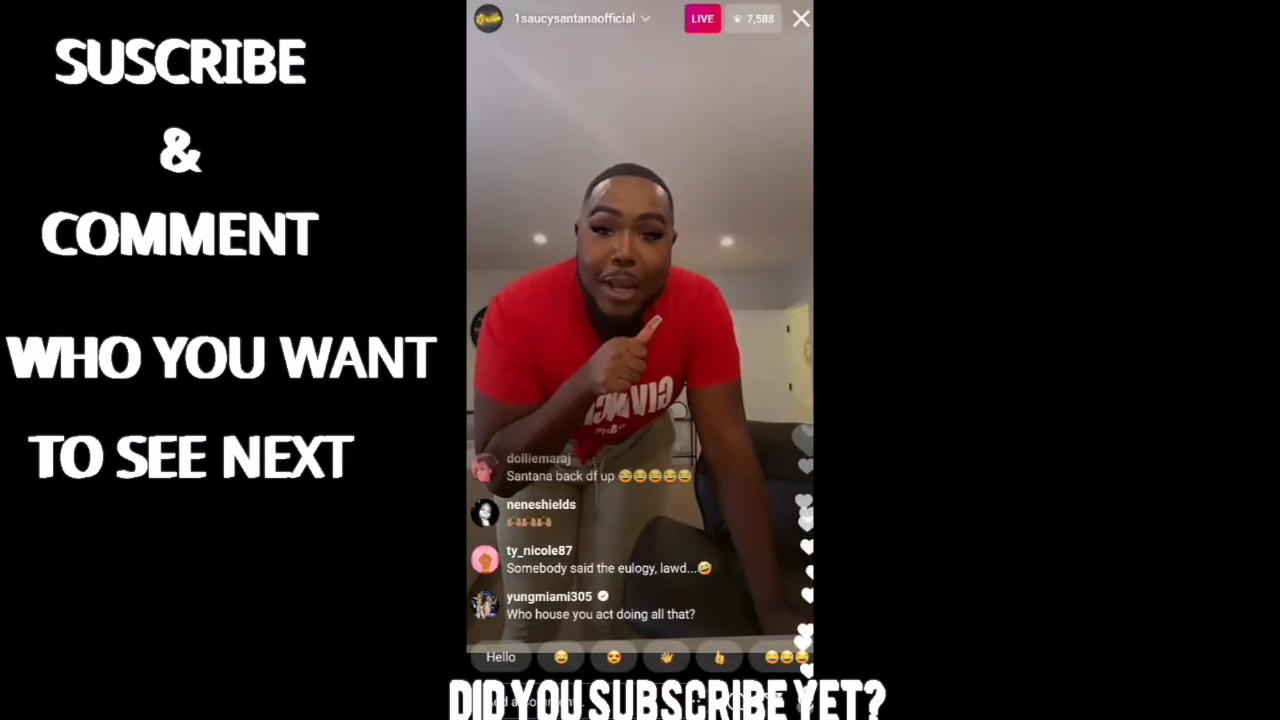 SUSCRIBE
&
COMMENT
WHO YOU WANT
TO SEE NEXT
1saucysantanaofficial
LIVE
7,588
dolliemaraj
Santana back df up 😂😂😂😂😂
neneshields
ty_nicole87
Somebody said the eulogy, lawd...🤣
yungmiami305
Who house you act doing all that?
Hello 😅 😍 👋 👍 😂😂😂
DID YOU SUBSCRIBE YET?